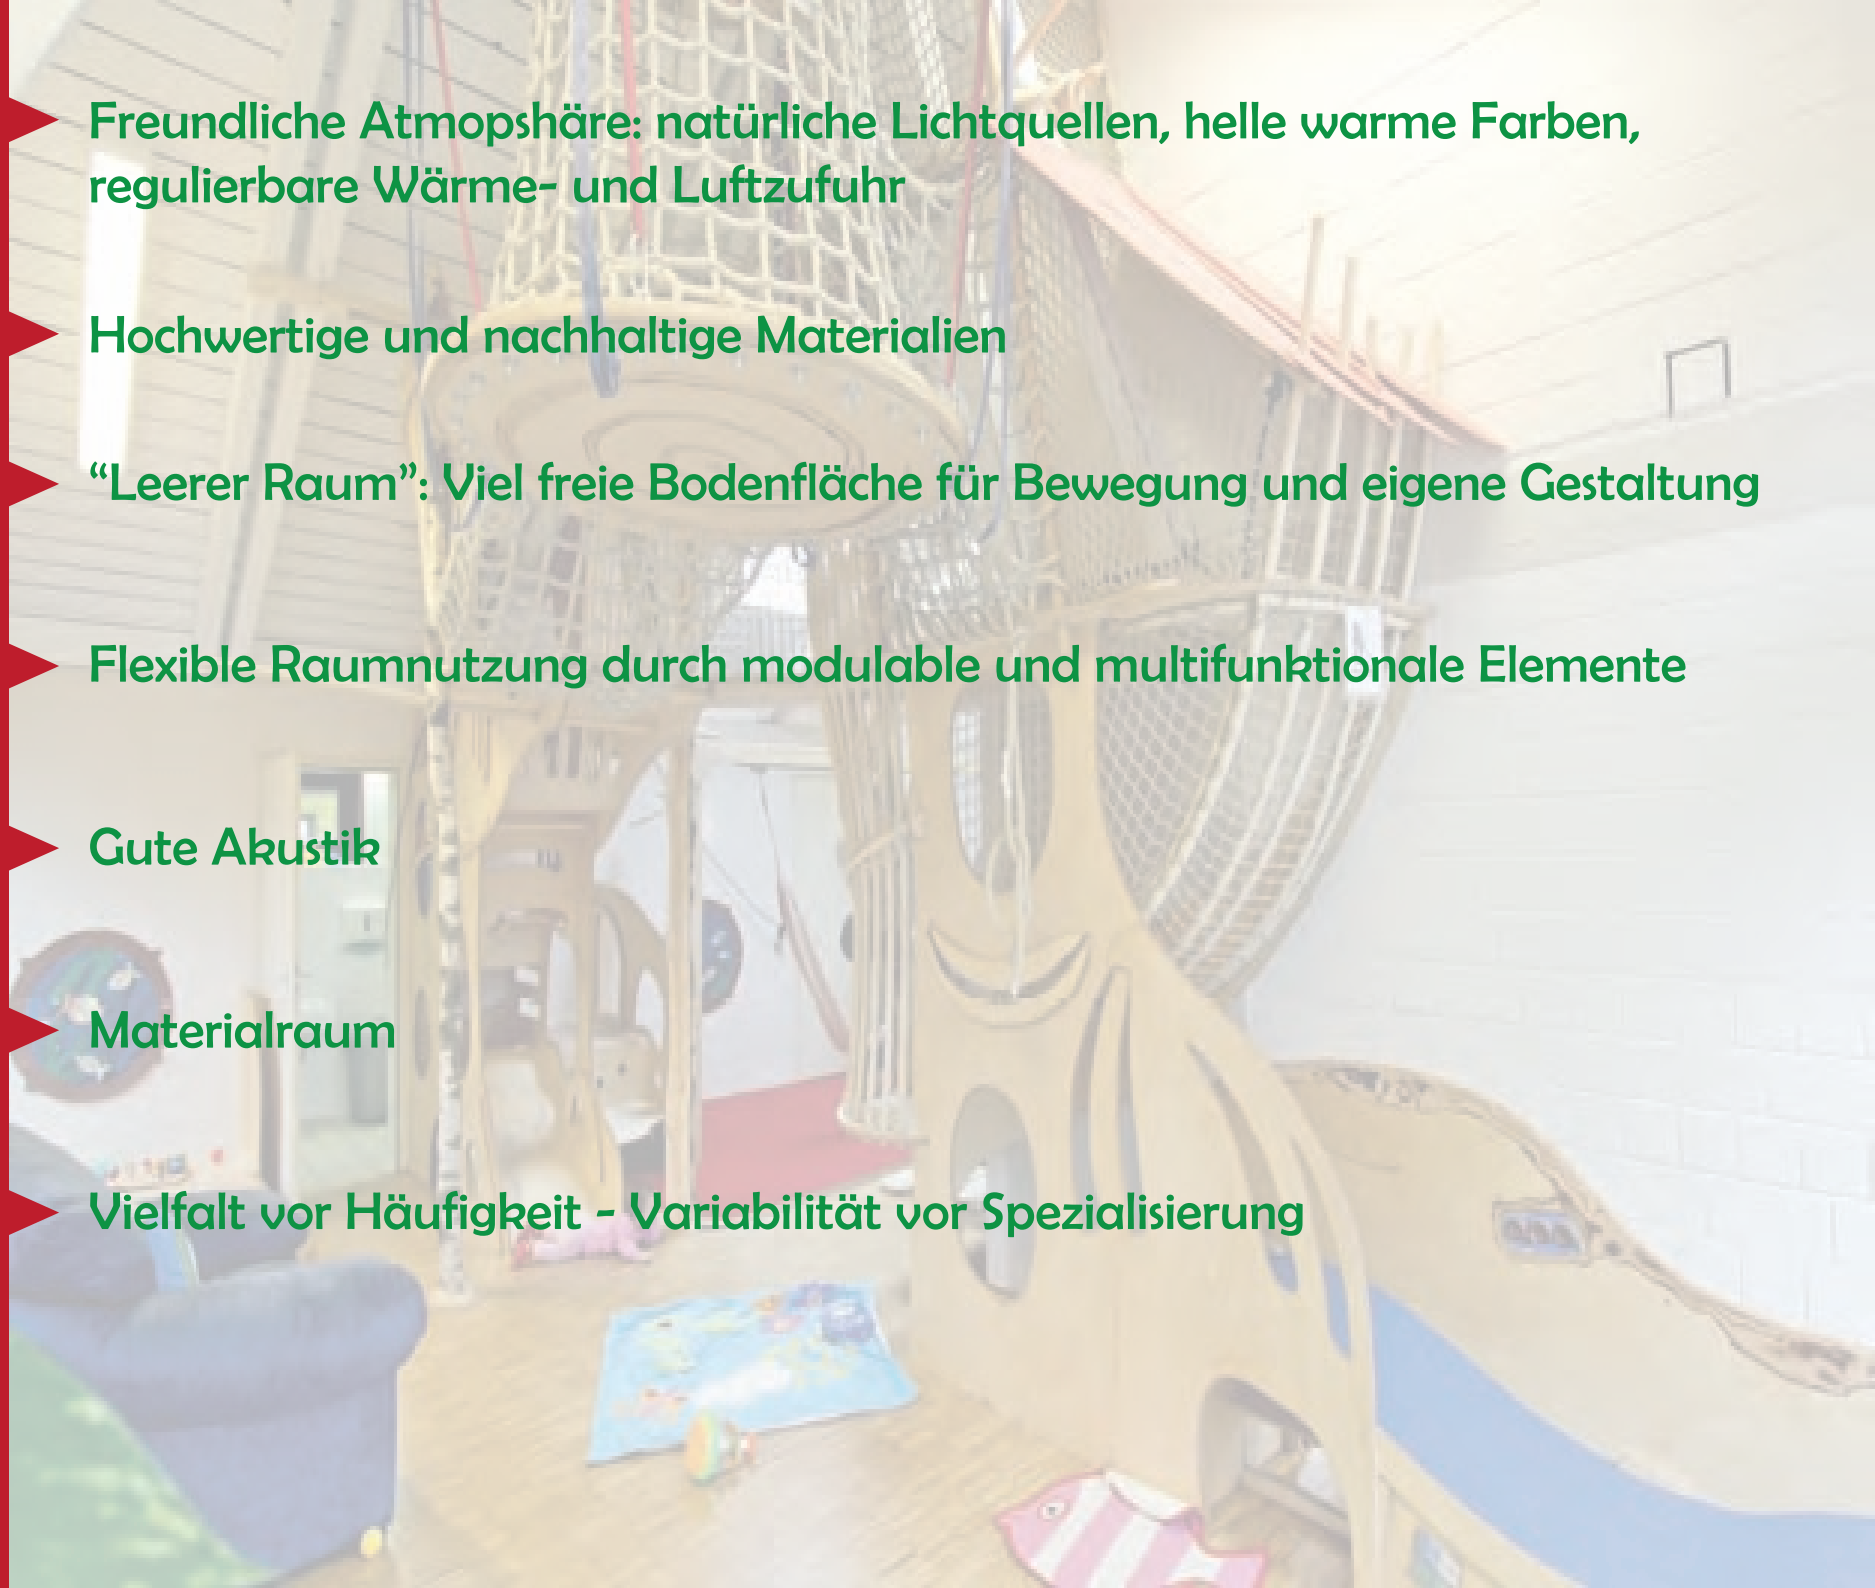 Freundliche Atmopshäre: natürliche Lichtquellen, helle warme Farben,
regulierbare Wärme- und Luftzufuhr
Hochwertige und nachhaltige Materialien
“Leerer Raum”: Viel freie Bodenfläche für Bewegung und eigene Gestaltung
Flexible Raumnutzung durch modulable und multifunktionale Elemente
Gute Akustik
Materialraum
Vielfalt vor Häufigkeit - Variabilität vor Spezialisierung